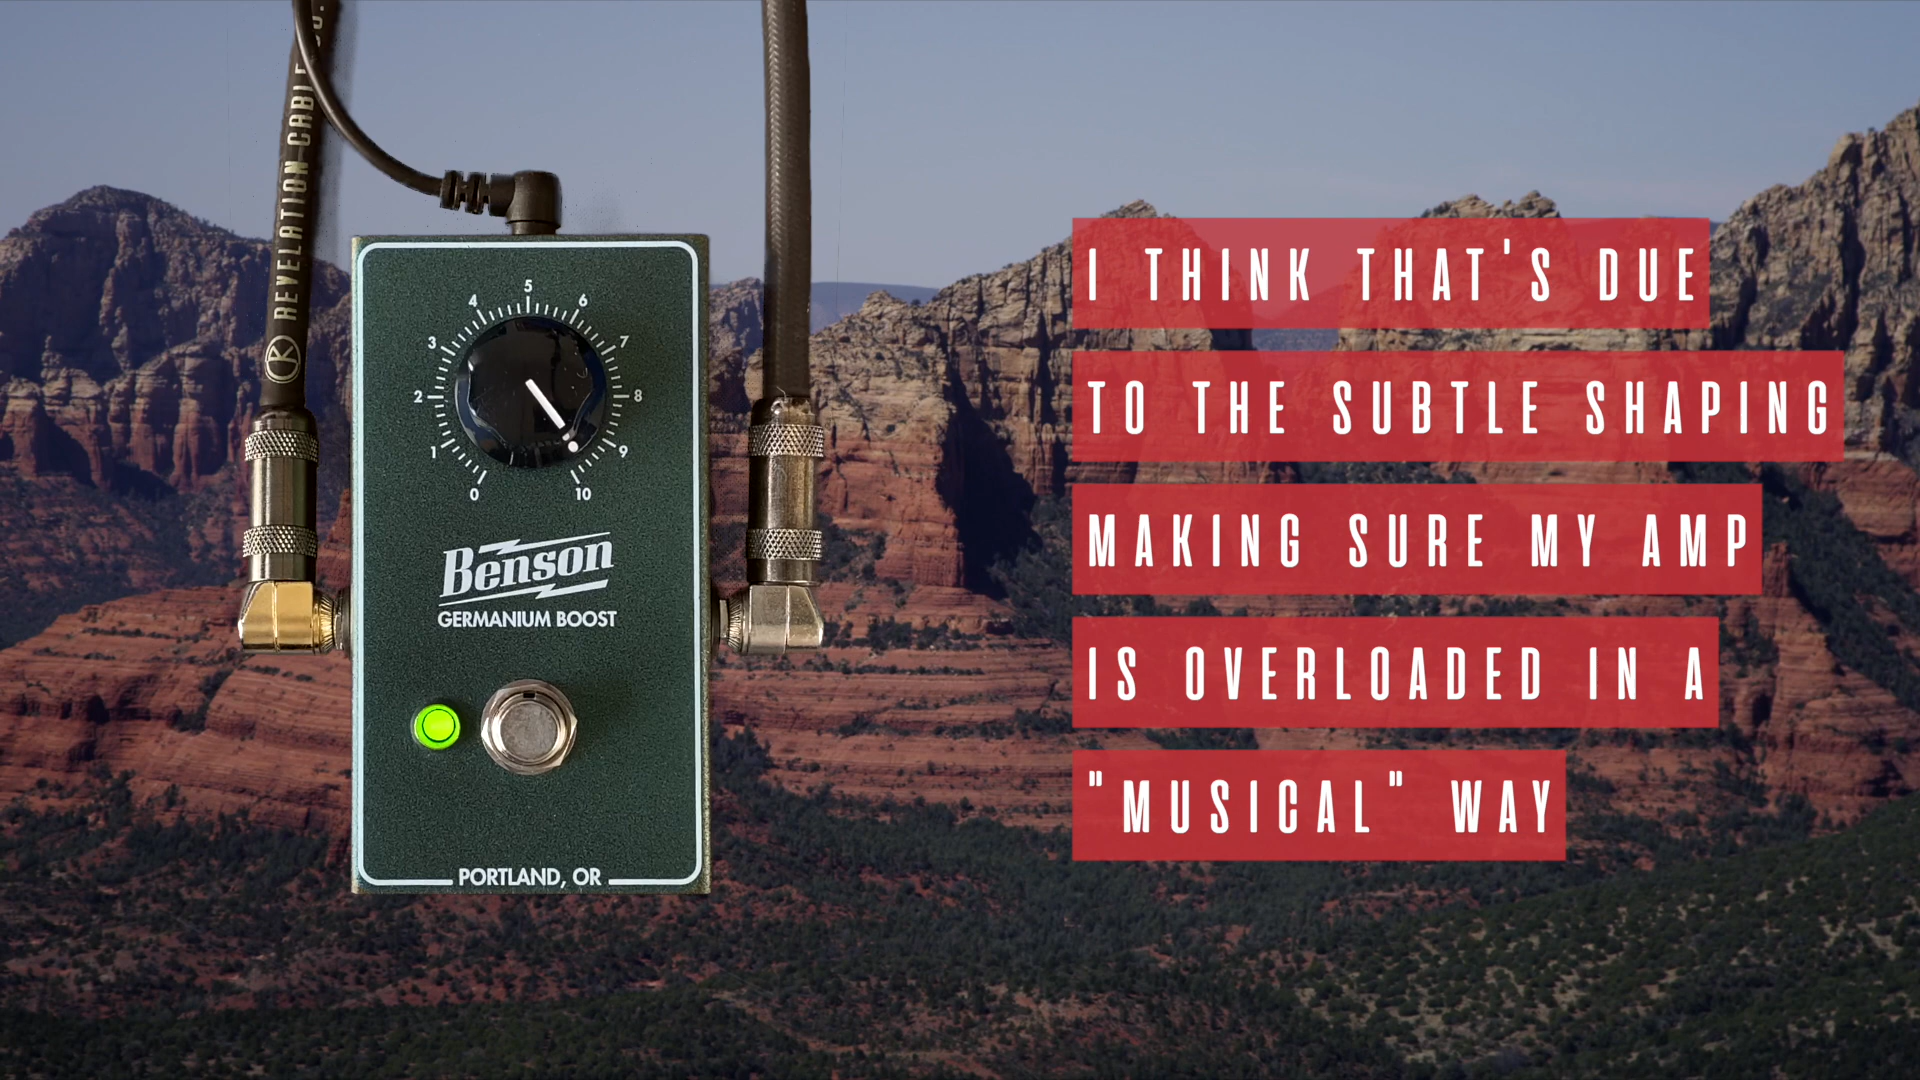 REVELATION CABLE CO.
5
4 6
3 7
2 8
1 9
0 10
Benson
GERMANIUM BOOST
PORTLAND, OR
I THINK THAT'S DUE
TO THE SUBTLE SHAPING
MAKING SURE MY AMP
IS OVERLOADED IN A
"MUSICAL" WAY